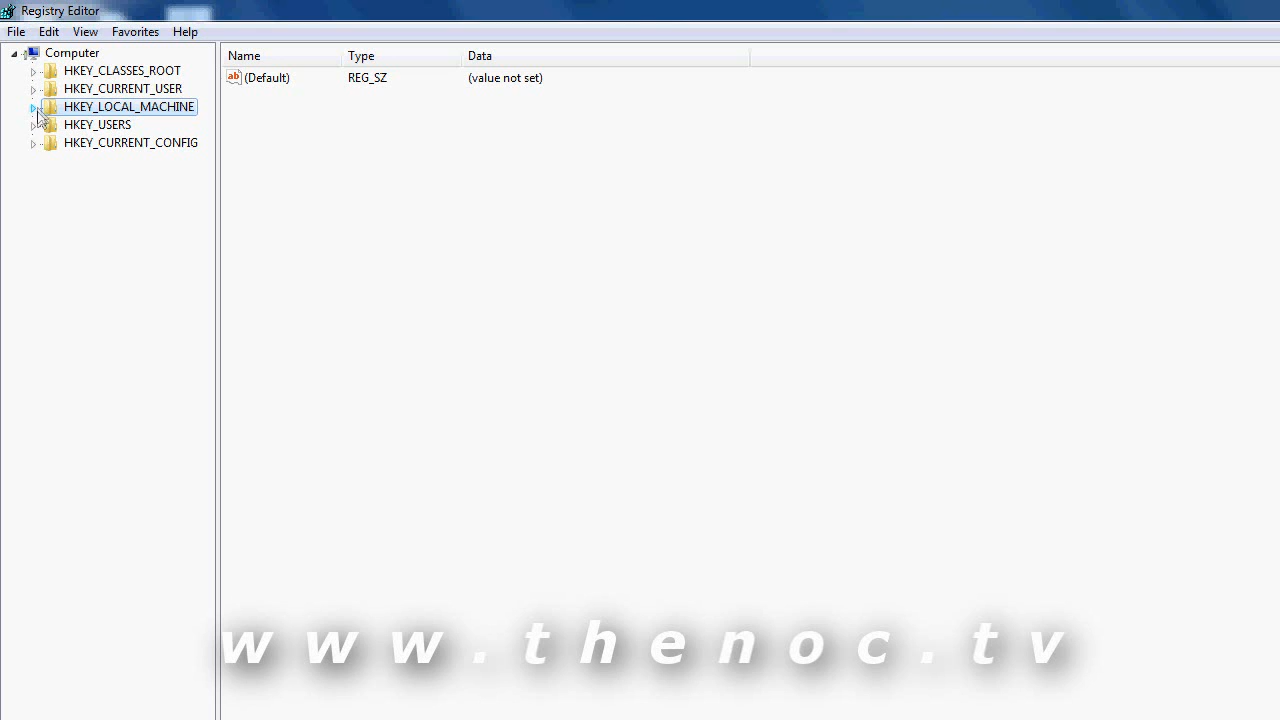 Registry Editor
File Edit View Favorites Help
Computer
HKEY_CLASSES_ROOT
HKEY_CURRENT_USER
HKEY_LOCAL_MACHINE
HKEY_USERS
HKEY_CURRENT_CONFIG
Name Type Data
ab (Default) REG_SZ (value not set)
www.thenoc.tv